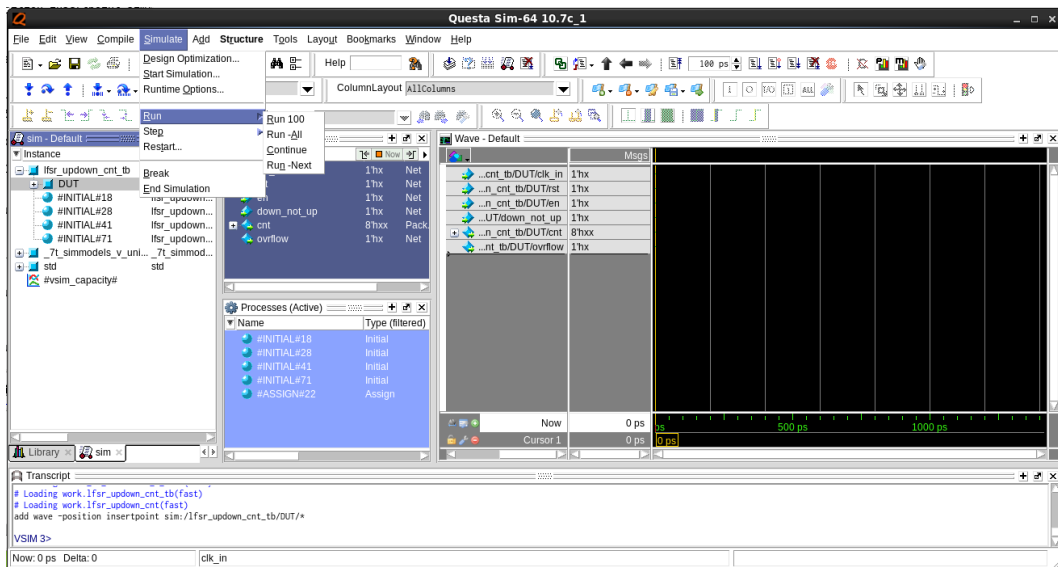 Questa Sim-64 10.7c_1
File Edit View Compile Simulate Add Structure Tools Layout Bookmarks Window Help
Design Optimization...
Start Simulation...
Runtime Options...
Run
Step
Restart...
Break
End Simulation
Run 100
Run -All
Continue
Run -Next
Help
100 ps
ColumnLayout AllColumns
sim - Default
Instance
lfsr_updown_cnt_tb
DUT
#INITIAL#18 lfsr_updown...
#INITIAL#28 lfsr_updown...
#INITIAL#41 lfsr_updown...
#INITIAL#71 lfsr_updown...
_7t_simmodels_v_uni... _7t_simmod...
std std
#vsim_capacity#
Library
sim
Now
1'hx Net
1'hx Net
en 1'hx Net
down_not_up 1'hx Net
cnt 8'hxx Pack
ovrflow 1'hx Net
Processes (Active)
Name Type (filtered)
#INITIAL#18 Initial
#INITIAL#28 Initial
#INITIAL#41 Initial
#INITIAL#71 Initial
#ASSIGN#22 Assign
Wave - Default
Msgs
...cnt_tb/DUT/clk_in 1'hx
...n_cnt_tb/DUT/rst 1'hx
...n_cnt_tb/DUT/en 1'hx
...UT/down_not_up 1'hx
...n_cnt_tb/DUT/cnt 8'hxx
...nt_tb/DUT/ovrflow 1'hx
Now 0 ps
Cursor 1 0 ps
ps 500 ps 1000 ps
0 ps
Transcript
# Loading work.lfsr_updown_cnt_tb(fast)
# Loading work.lfsr_updown_cnt(fast)
add wave -position insertpoint sim:/lfsr_updown_cnt_tb/DUT/*
VSIM 3>
Now: 0 ps Delta: 0
clk_in